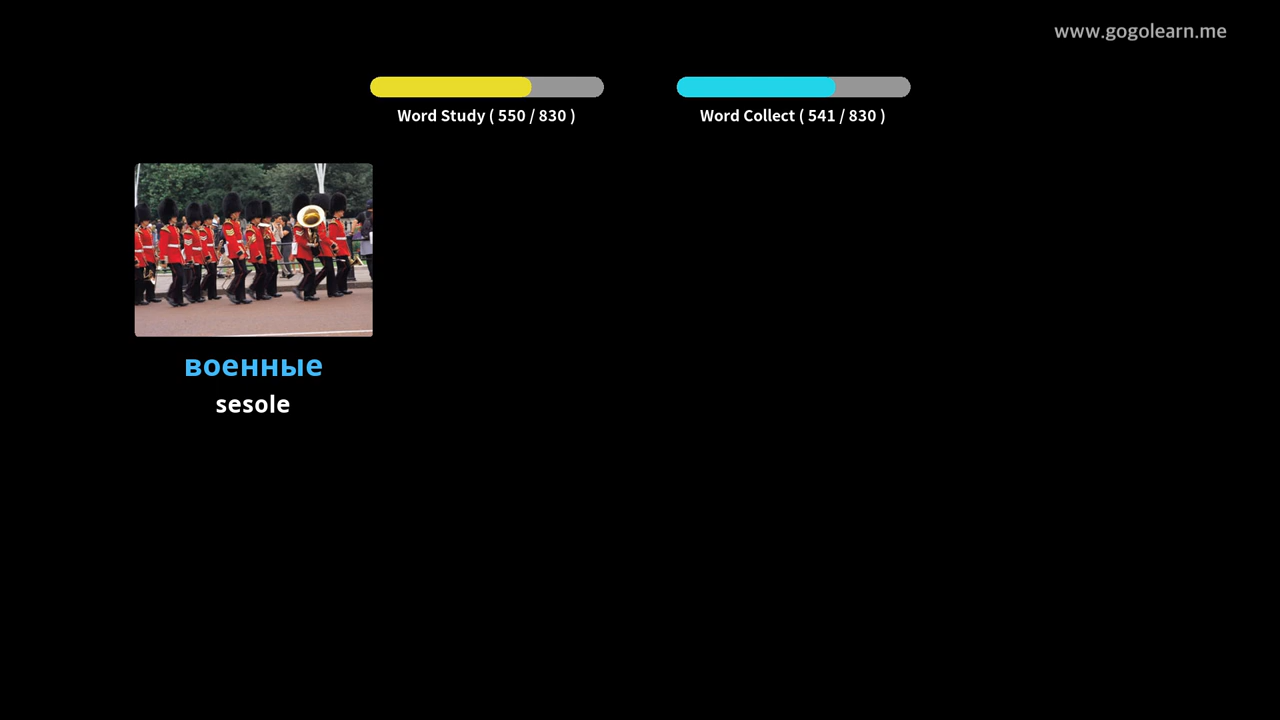 www.gogolearn.me
Word Study ( 550 / 830 )
Word Collect ( 541 / 830 )
военные
sesole